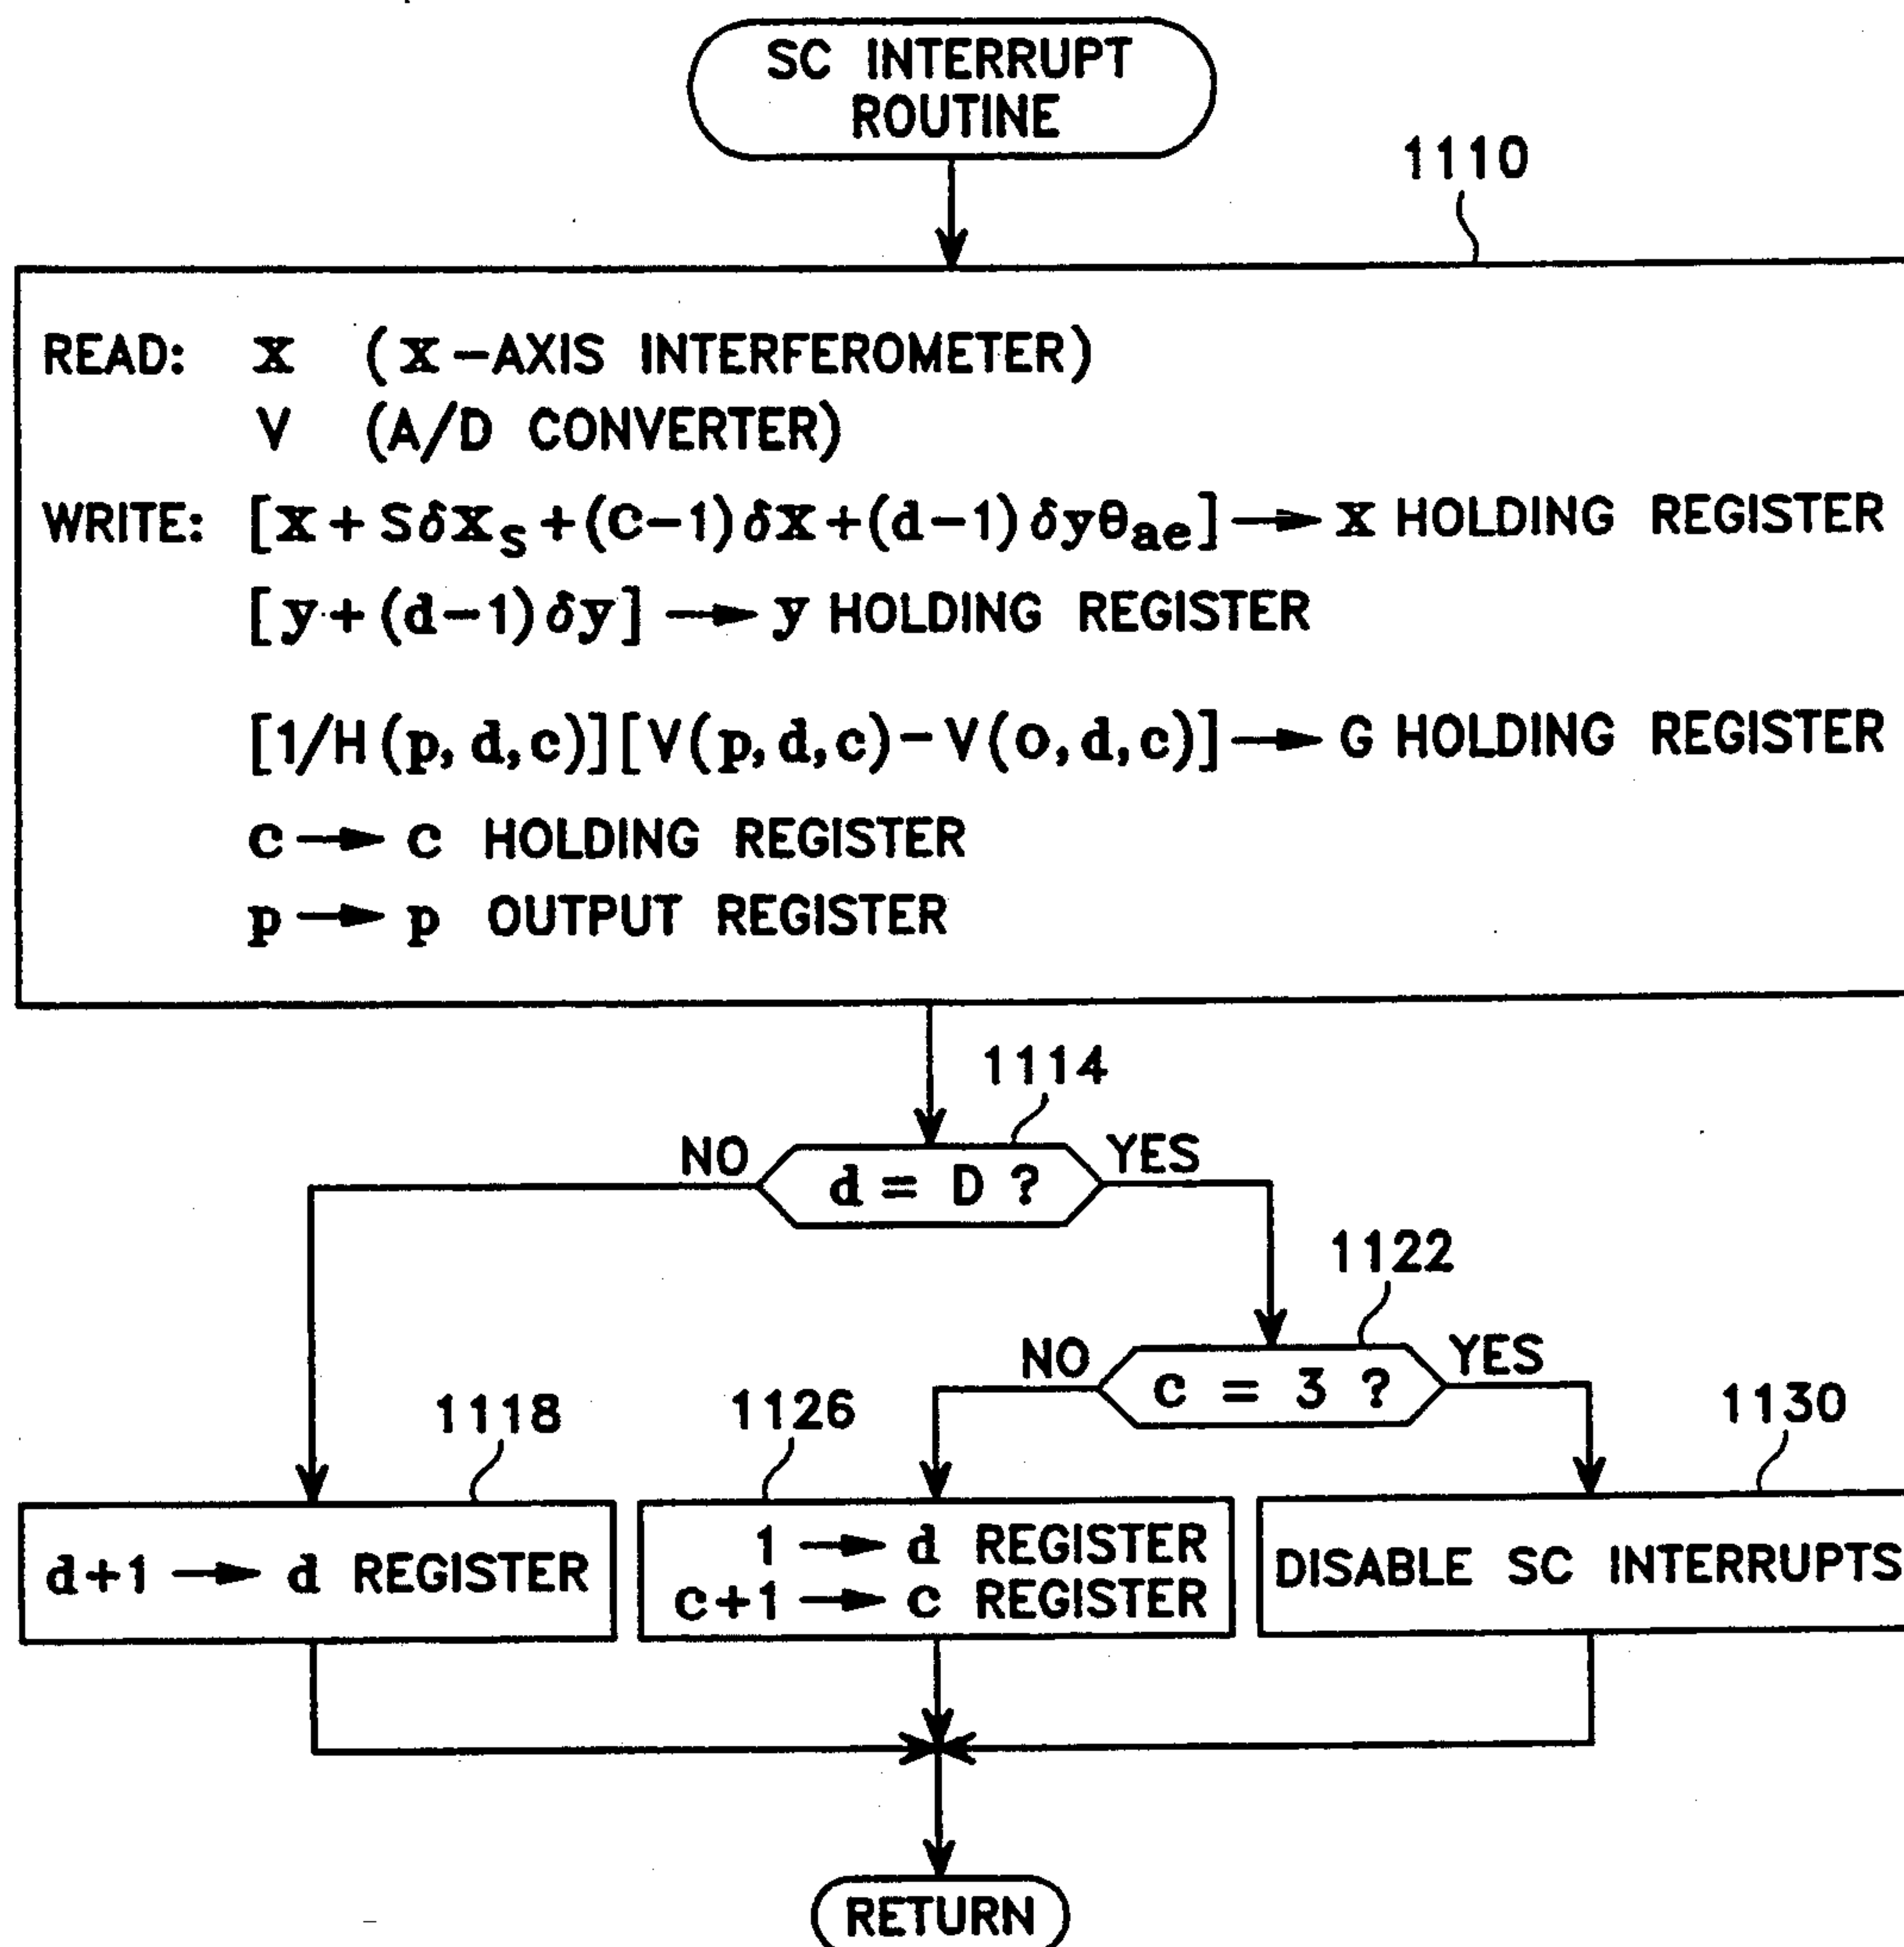 SC INTERRUPT
ROUTINE
1110
READ: x (x-AXIS INTERFEROMETER)
V (A/D CONVERTER)
WRITE: [x + Sδx_s + (c-1)δx + (d-1)δyθ_ae] → x HOLDING REGISTER
[y + (d-1)δy] → y HOLDING REGISTER
[1/H(p,d,c)][V(p,d,c) - V(o,d,c)] → G HOLDING REGISTER
c → c HOLDING REGISTER
p → p OUTPUT REGISTER
1114
NO d = D ? YES
1122
NO c = 3 ? YES
1118 1126 1130
d+1 → d REGISTER
1 → d REGISTER
c+1 → c REGISTER
DISABLE SC INTERRUPTS
RETURN